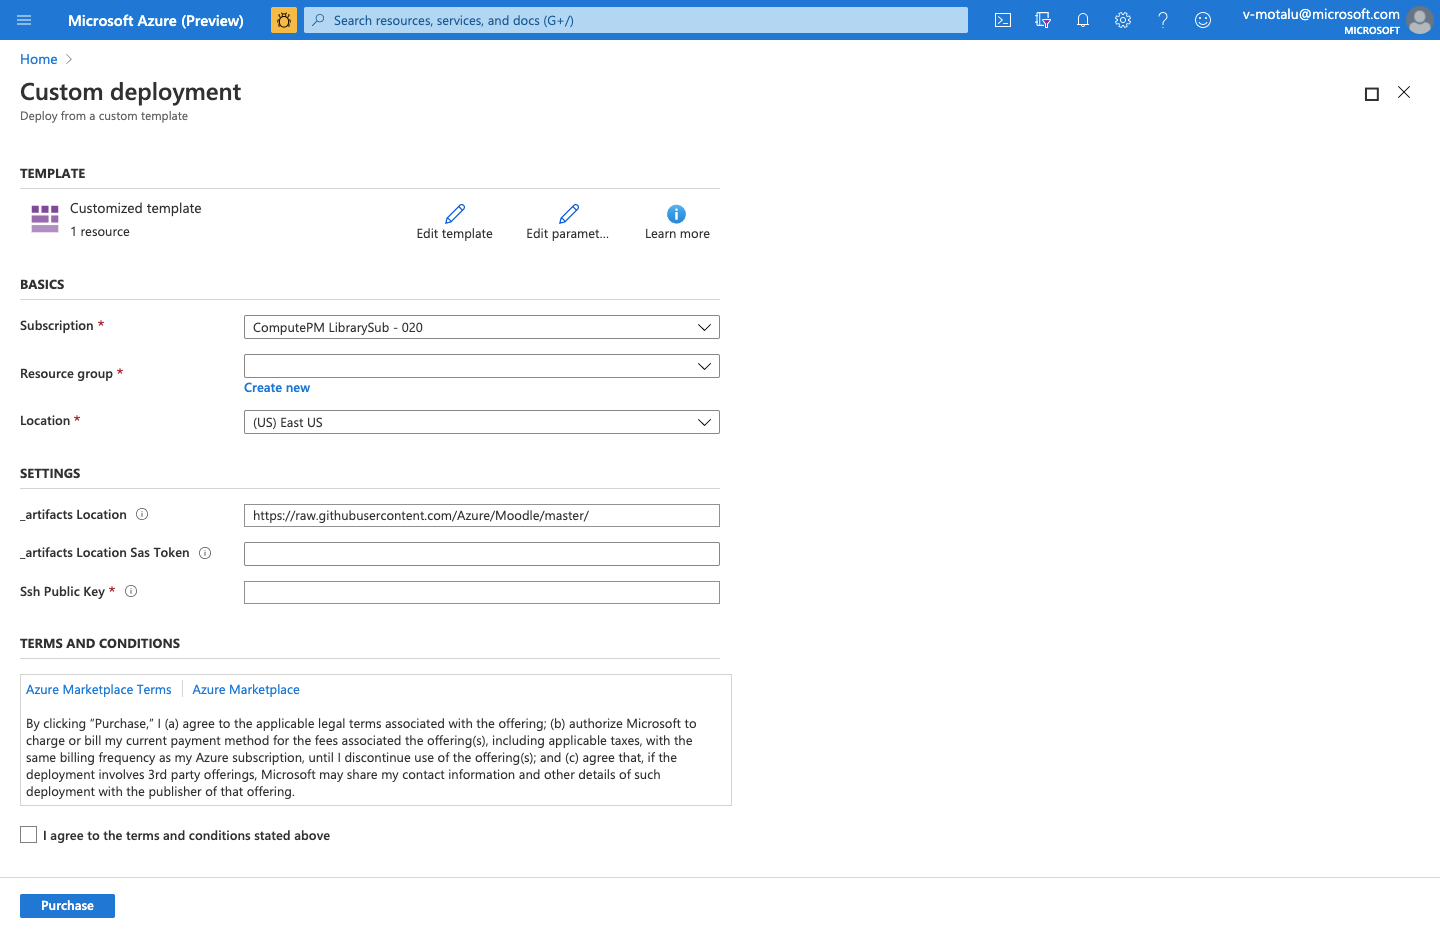 Microsoft Azure (Preview)
Search resources, services, and docs (G+/)
v-motalu@microsoft.com
MICROSOFT
Home
Custom deployment
Deploy from a custom template
TEMPLATE
Customized template
1 resource
Edit template
Edit paramet...
Learn more
BASICS
Subscription *
ComputePM LibrarySub - 020
Resource group *
Create new
Location *
(US) East US
SETTINGS
_artifacts Location
https://raw.githubusercontent.com/Azure/Moodle/master/
_artifacts Location Sas Token
Ssh Public Key *
TERMS AND CONDITIONS
Azure Marketplace Terms | Azure Marketplace
By clicking "Purchase," I (a) agree to the applicable legal terms associated with the offering; (b) authorize Microsoft to
charge or bill my current payment method for the fees associated the offering(s), including applicable taxes, with the
same billing frequency as my Azure subscription, until I discontinue use of the offering(s); and (c) agree that, if the
deployment involves 3rd party offerings, Microsoft may share my contact information and other details of such
deployment with the publisher of that offering.
I agree to the terms and conditions stated above
Purchase